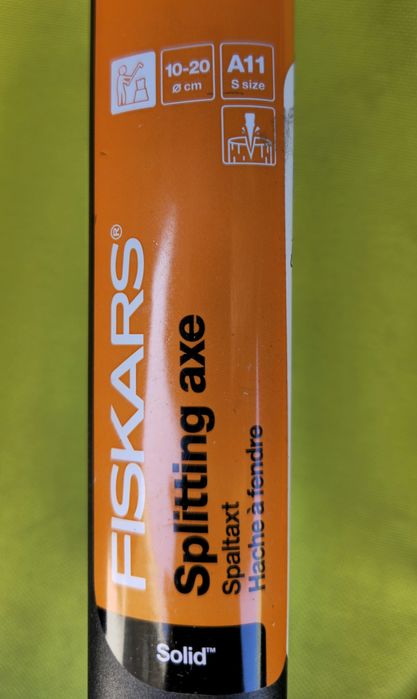 10-20
Ø cm
A11
S size
FISKARS®
Splitting axe
Spaltaxt
Hache à fendre
Solid™